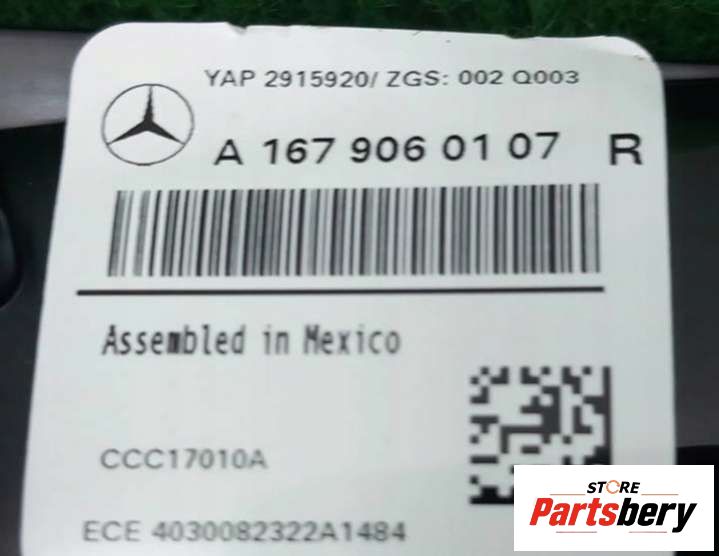 YAP 2915920/ ZGS: 002 Q003
A 167 906 01 07 R
Assembled in Mexico
CCC17010A
ECE 4030082322A1484
STORE
Partsbery